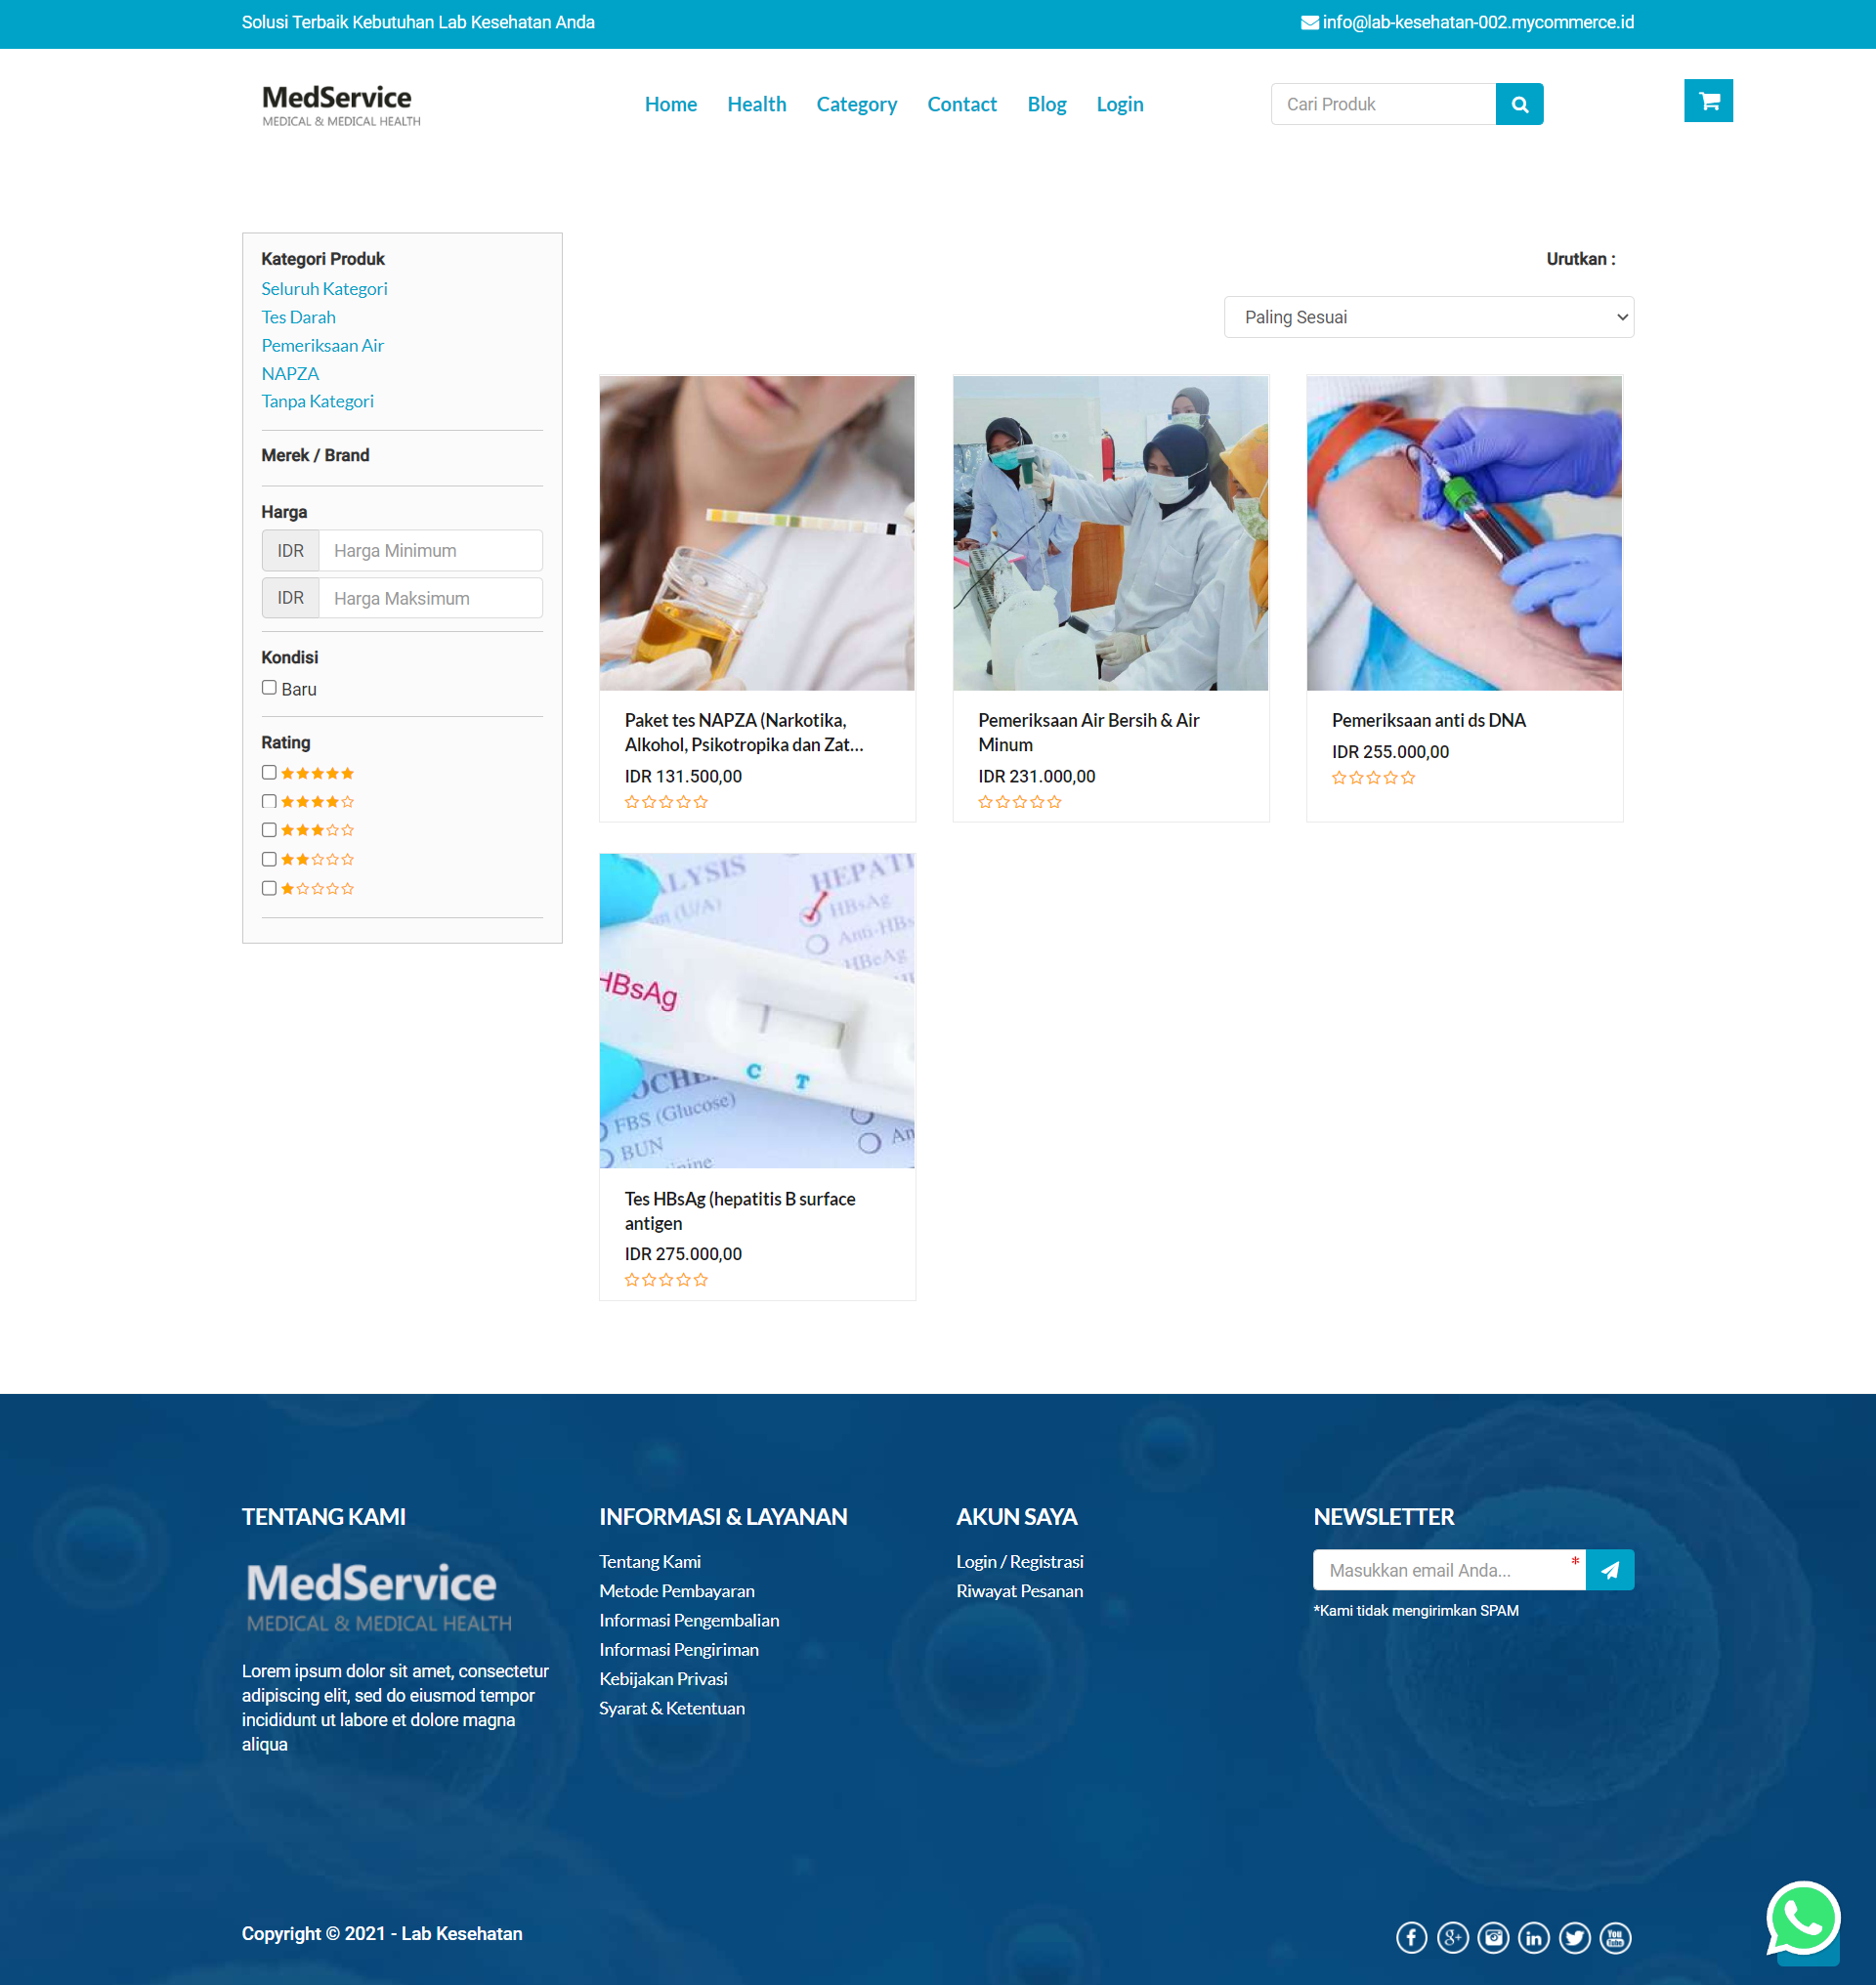 Solusi Terbaik Kebutuhan Lab Kesehatan Anda
info@lab-kesehatan-002.mycommerce.id
MedService
MEDICAL & MEDICAL HEALTH
Home
Health
Category
Contact
Blog
Login
Cari Produk
Kategori Produk
Seluruh Kategori
Tes Darah
Pemeriksaan Air
NAPZA
Tanpa Kategori
Merek / Brand
Harga
IDR
Harga Minimum
IDR
Harga Maksimum
Kondisi
Baru
Rating
Urutkan :
Paling Sesuai
Paket tes NAPZA (Narkotika,
Alkohol, Psikotropika dan Zat...
IDR 131.500,00
Pemeriksaan Air Bersih & Air
Minum
IDR 231.000,00
Pemeriksaan anti ds DNA
IDR 255.000,00
LYSIS
(U/A)
HEPATI
HBsAg
Anti-HBs
HBeAg
HBsAg
C T
OCHE
FBS (Glucose)
BUN
An
Tes HBsAg (hepatitis B surface
antigen
IDR 275.000,00
TENTANG KAMI
MedService
MEDICAL & MEDICAL HEALTH
Lorem ipsum dolor sit amet, consectetur
adipiscing elit, sed do eiusmod tempor
incididunt ut labore et dolore magna
aliqua
INFORMASI & LAYANAN
Tentang Kami
Metode Pembayaran
Informasi Pengembalian
Informasi Pengiriman
Kebijakan Privasi
Syarat & Ketentuan
AKUN SAYA
Login / Registrasi
Riwayat Pesanan
NEWSLETTER
Masukkan email Anda...
*
*Kami tidak mengirimkan SPAM
Copyright © 2021 - Lab Kesehatan
You
Tube